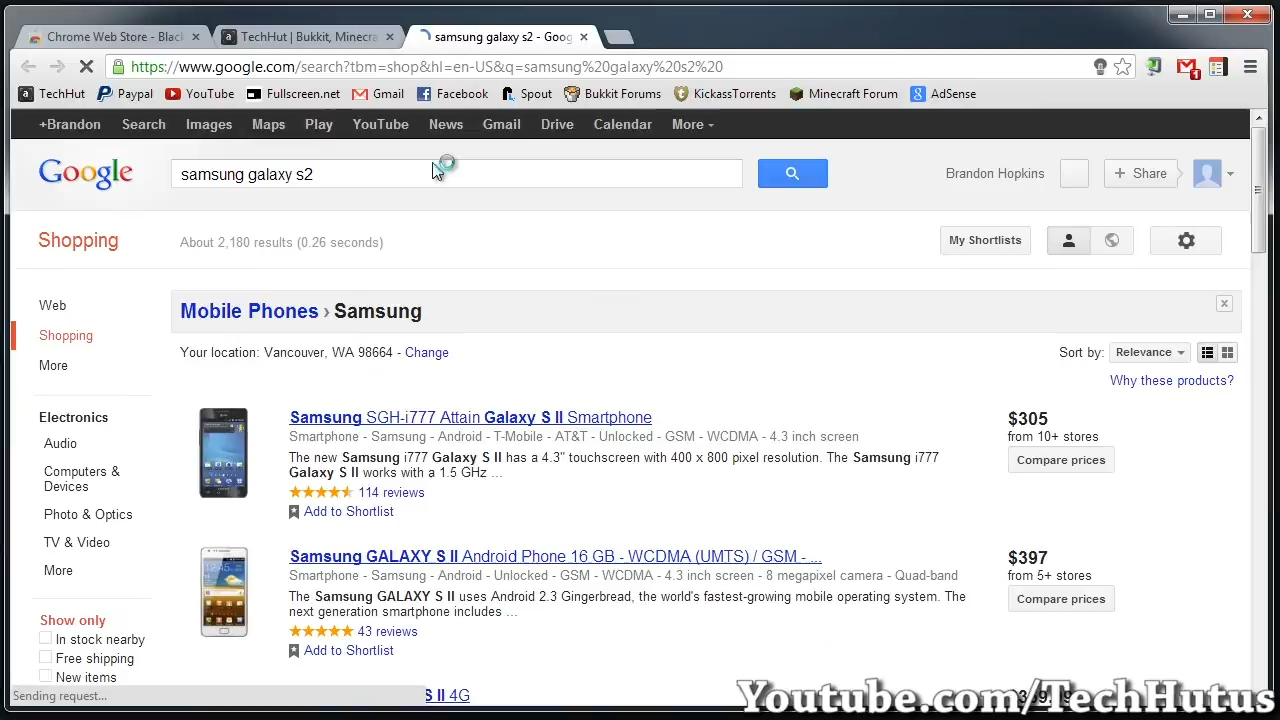 Chrome Web Store - Blac
TechHut | Bukkit, Minecra
samsung galaxy s2 - Goog
https://www.google.com/search?tbm=shop&hl=en-US&q=samsung%20galaxy%20s2%20
1
TechHut
Paypal
YouTube
Fullscreen.net
Gmail
Facebook
Spout
Bukkit Forums
KickassTorrents
Minecraft Forum
AdSense
+Brandon
Search
Images
Maps
Play
YouTube
News
Gmail
Drive
Calendar
More
Google
samsung galaxy s2
Brandon Hopkins
+ Share
Shopping
About 2,180 results (0.26 seconds)
My Shortlists
Web
Shopping
More
Electronics
Audio
Computers &
Devices
Photo & Optics
TV & Video
More
Show only
In stock nearby
Free shipping
New items
Mobile Phones › Samsung
Your location: Vancouver, WA 98664 - Change
Sort by: Relevance
Why these products?
Samsung SGH-i777 Attain Galaxy S II Smartphone
Smartphone - Samsung - Android - T-Mobile - AT&T - Unlocked - GSM - WCDMA - 4.3 inch screen
The new Samsung i777 Galaxy S II has a 4.3" touchscreen with 400 x 800 pixel resolution. The Samsung i777
Galaxy S II works with a 1.5 GHz ...
114 reviews
Add to Shortlist
$305
from 10+ stores
Compare prices
Samsung GALAXY S II Android Phone 16 GB - WCDMA (UMTS) / GSM - ...
Smartphone - Samsung - Android - Unlocked - GSM - WCDMA - 4.3 inch screen - 8 megapixel camera - Quad-band
The Samsung GALAXY S II uses Android 2.3 Gingerbread, the world's fastest-growing mobile operating system. The
next generation smartphone includes ...
43 reviews
Add to Shortlist
$397
from 5+ stores
Compare prices
S II 4G
Sending request...
Youtube.com/TechHutus